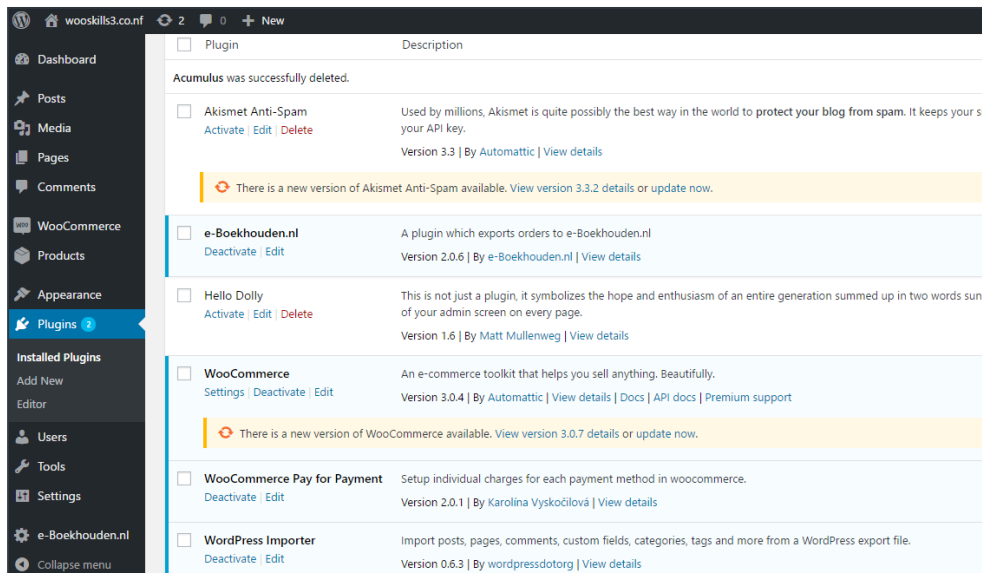 wooskills3.co.nf 2 0 + New
Dashboard
Posts
Media
Pages
Comments
WooCommerce
Products
Appearance
Plugins 2
Installed Plugins
Add New
Editor
Users
Tools
Settings
e-Boekhouden.nl
Collapse menu
Plugin Description
Acumulus was successfully deleted.
Akismet Anti-Spam Used by millions, Akismet is quite possibly the best way in the world to protect your blog from spam. It keeps your s
Activate | Edit | Delete your API key.
Version 3.3 | By Automattic | View details
There is a new version of Akismet Anti-Spam available. View version 3.3.2 details or update now.
e-Boekhouden.nl A plugin which exports orders to e-Boekhouden.nl
Deactivate | Edit Version 2.0.6 | By e-Boekhouden.nl | View details
Hello Dolly This is not just a plugin, it symbolizes the hope and enthusiasm of an entire generation summed up in two words sun
Activate | Edit | Delete of your admin screen on every page.
Version 1.6 | By Matt Mullenweg | View details
WooCommerce An e-commerce toolkit that helps you sell anything. Beautifully.
Settings | Deactivate | Edit Version 3.0.4 | By Automattic | View details | Docs | API docs | Premium support
There is a new version of WooCommerce available. View version 3.0.7 details or update now.
WooCommerce Pay for Payment Setup individual charges for each payment method in woocommerce.
Deactivate | Edit Version 2.0.1 | By Karolína Vyskočilová | View details
WordPress Importer Import posts, pages, comments, custom fields, categories, tags and more from a WordPress export file.
Deactivate | Edit Version 0.6.3 | By wordpressdotorg | View details